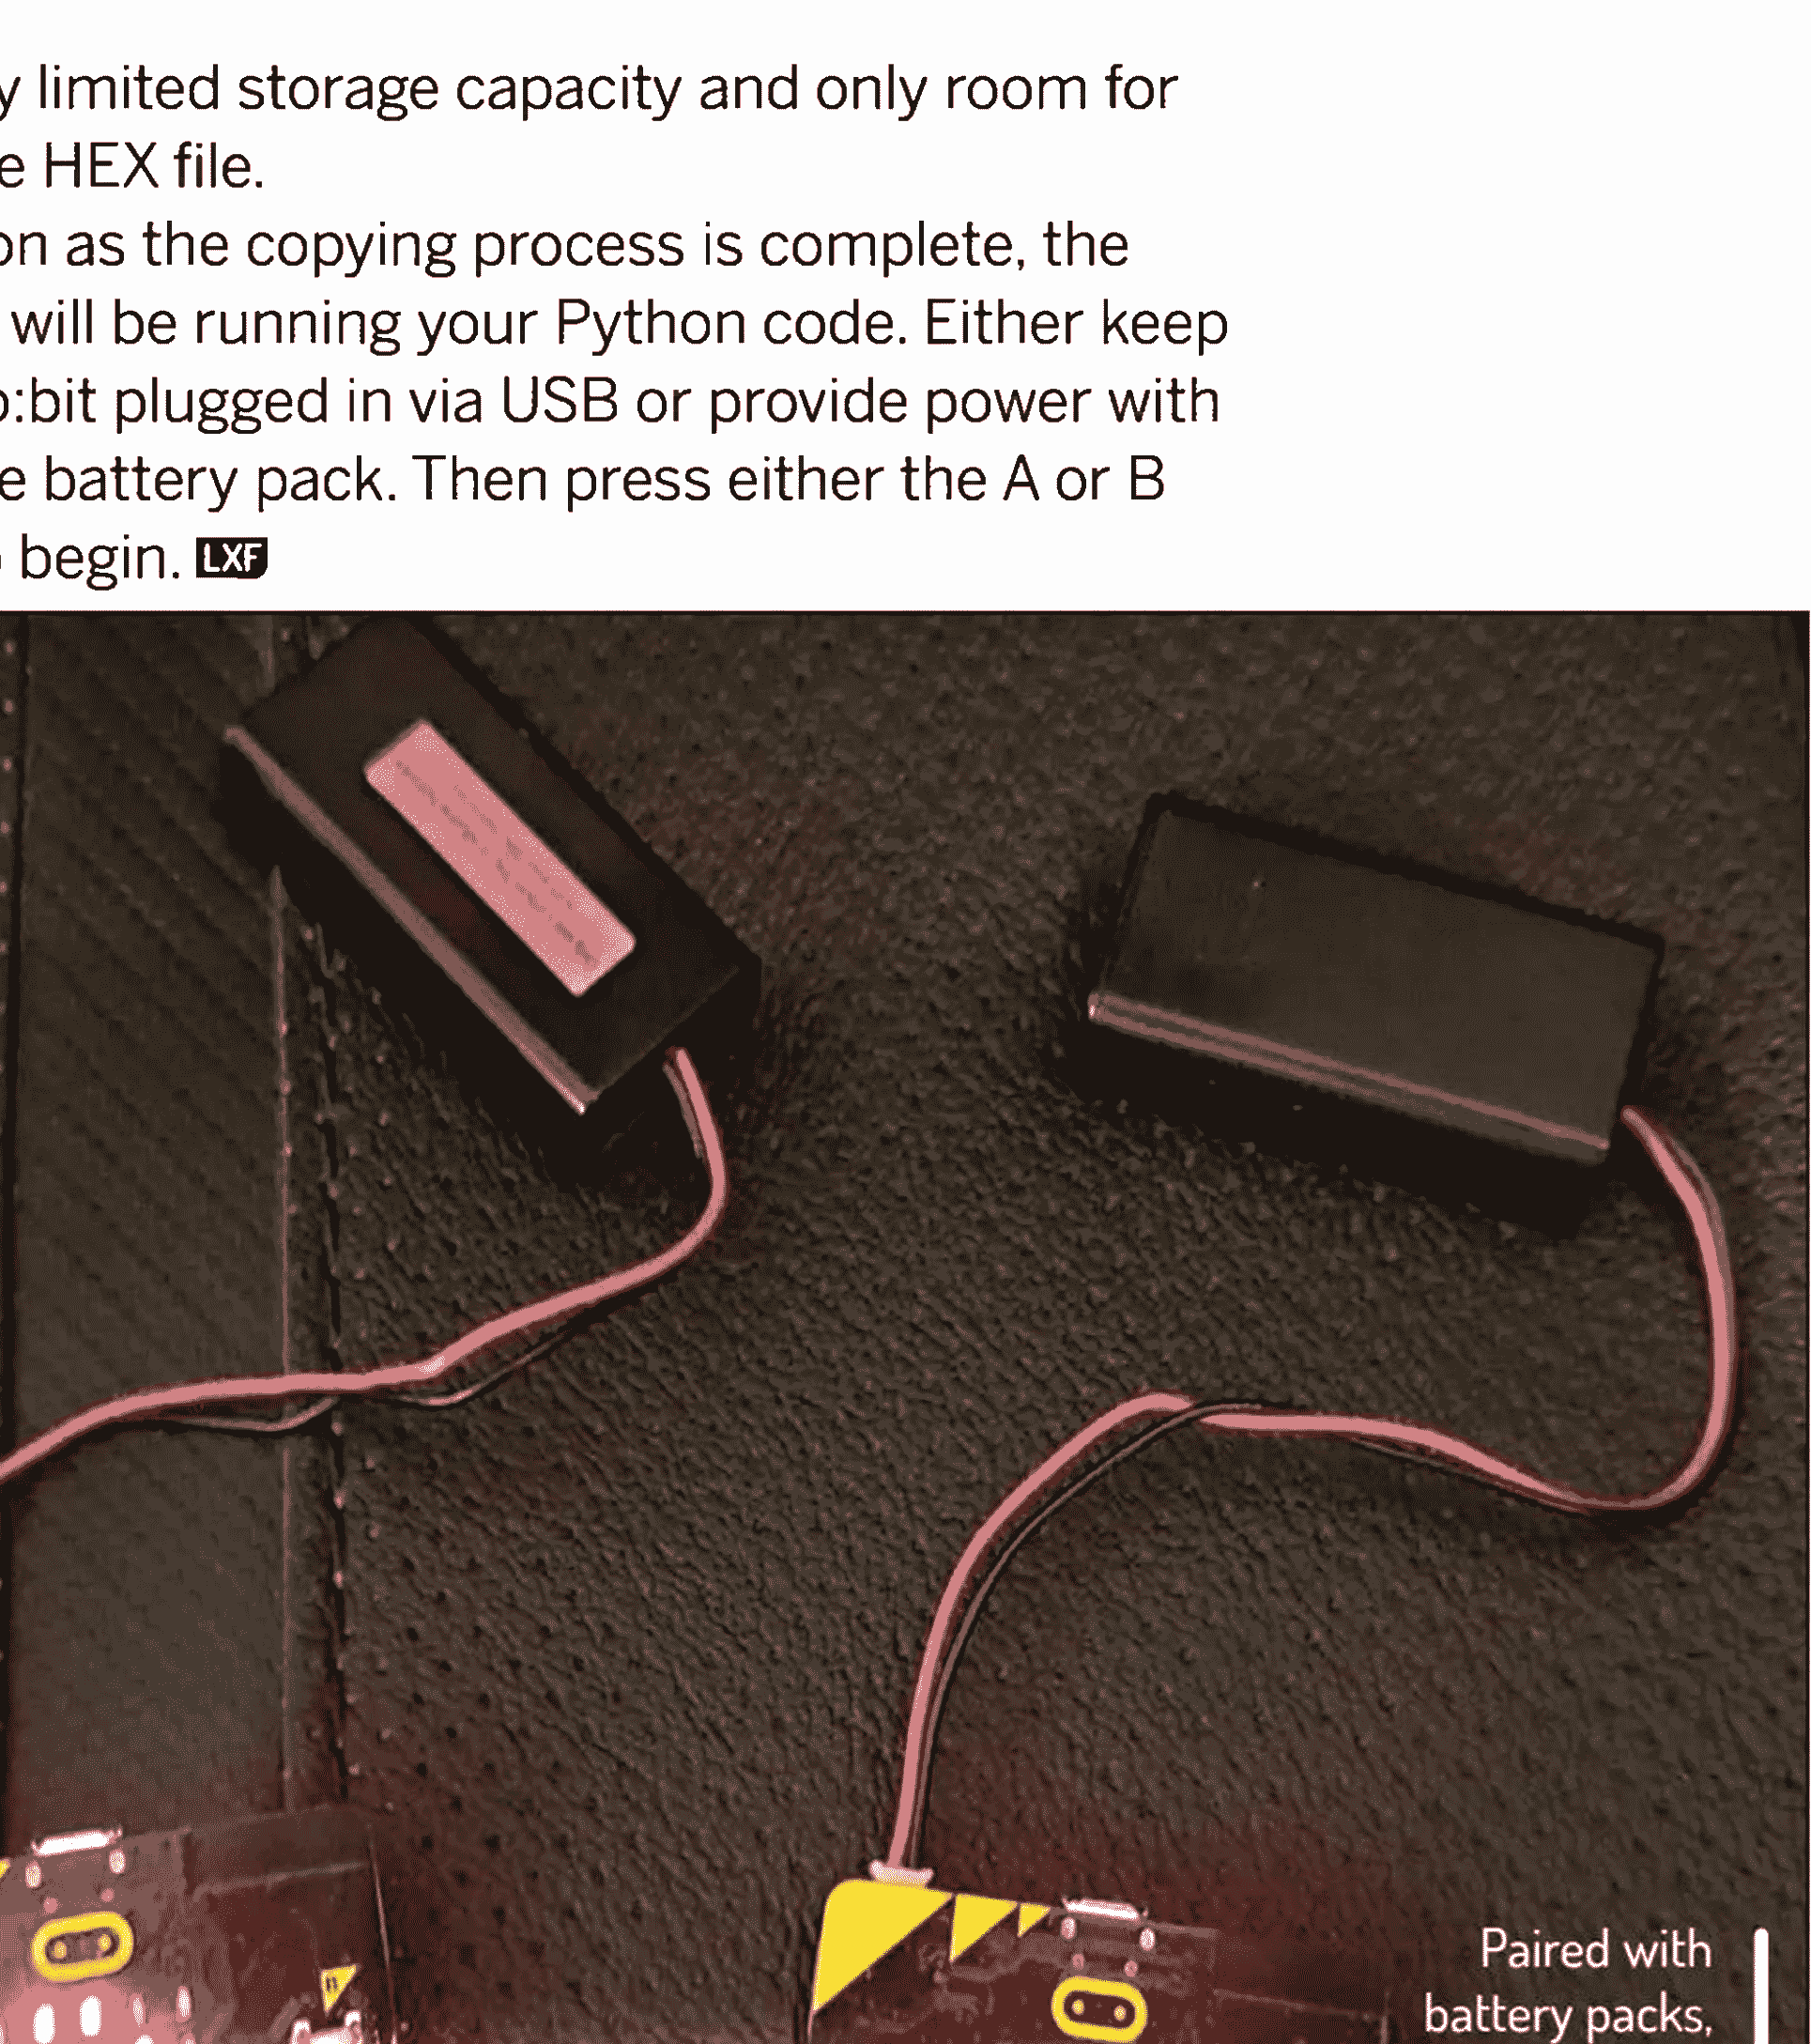 y limited storage capacity and only room for
e HEX file.
on as the copying process is complete, the
will be running your Python code. Either keep
o:bit plugged in via USB or provide power with
e battery pack. Then press either the A or B
begin. LXF
Paired with
battery packs,